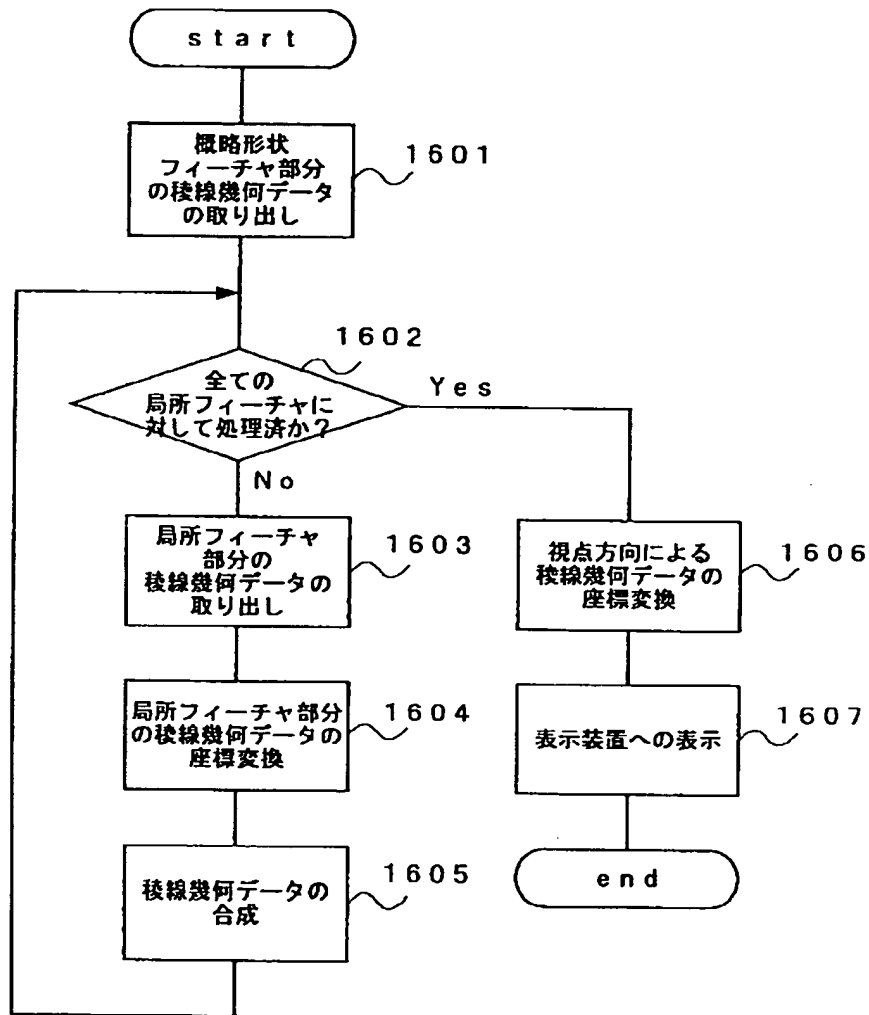 start
概略形状
フィーチャ部分
の稜線幾何データ
の取り出し
1601
1602
全ての
局所フィーチャに
対して処理済か?
Yes
No
局所フィーチャ
部分の
稜線幾何データの
取り出し
1603
局所フィーチャ部分
の稜線幾何データの
座標変換
1604
稜線幾何データの
合成
1605
視点方向による
稜線幾何データの
座標変換
1606
表示装置への表示
1607
end